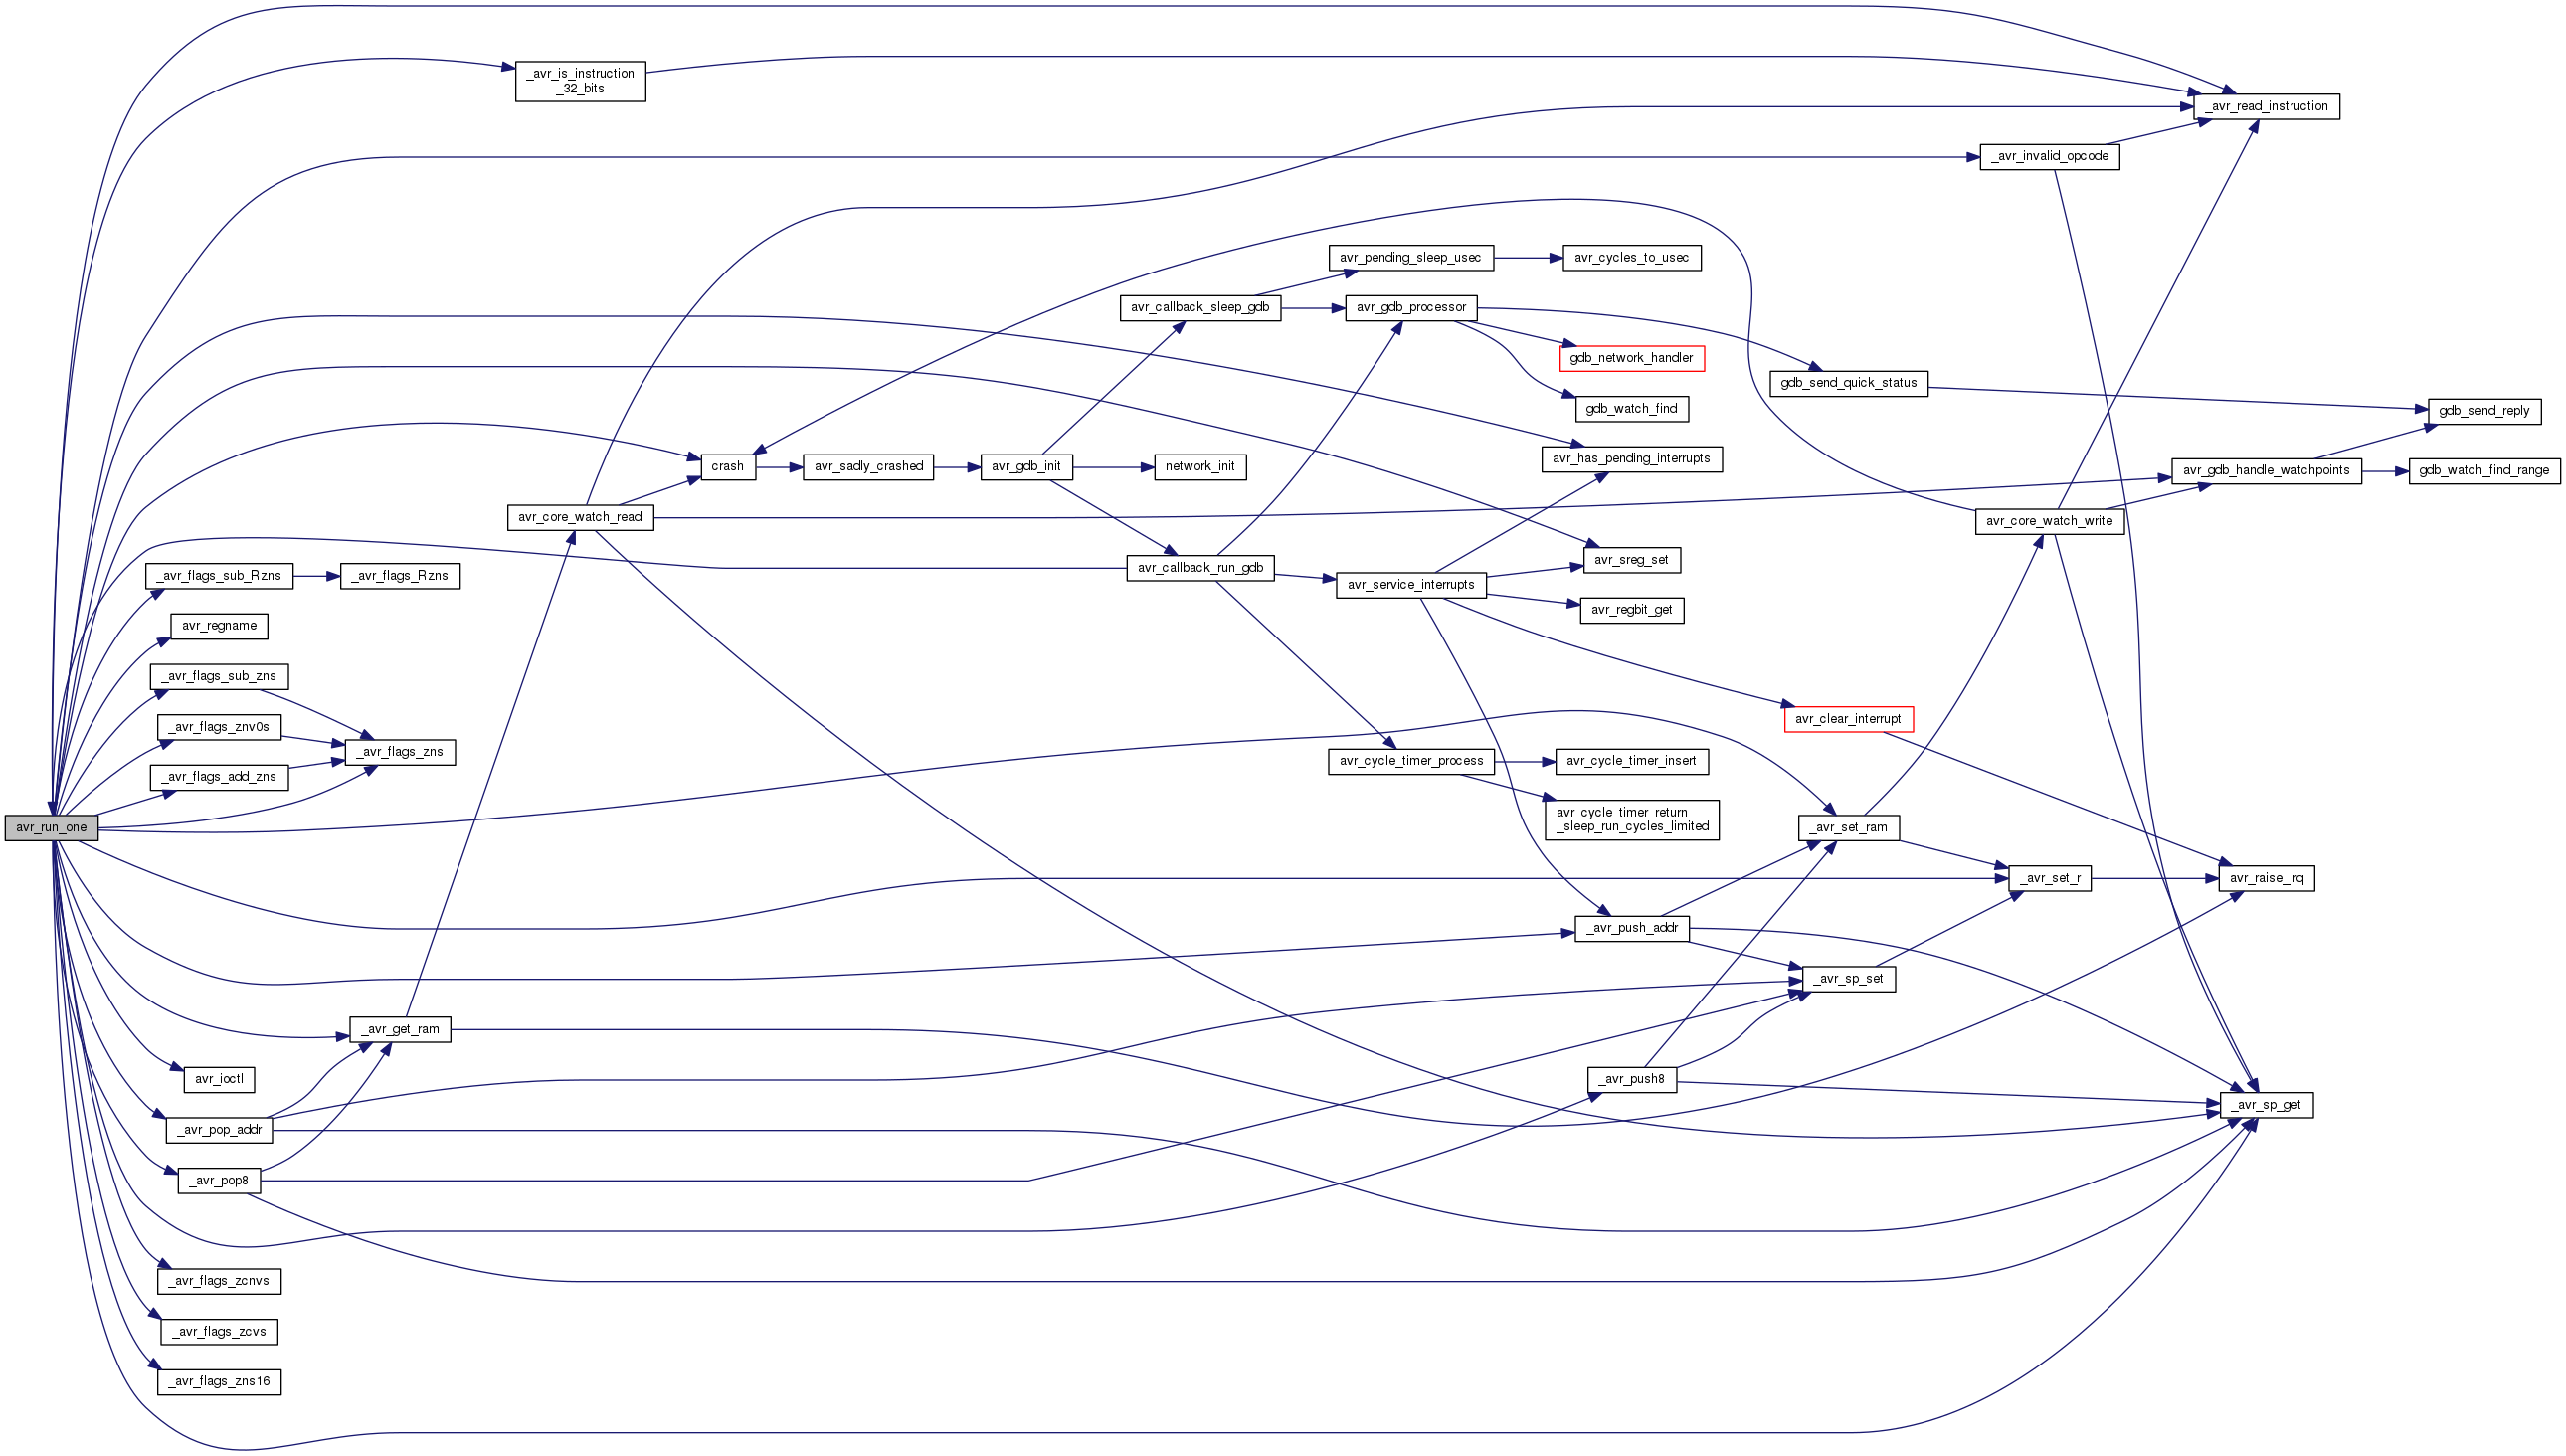 _avr_is_instruction
_32_bits
_avr_read_instruction
_avr_invalid_opcode
avr_pending_sleep_usec
avr_cycles_to_usec
avr_callback_sleep_gdb
avr_gdb_processor
gdb_network_handler
gdb_send_quick_status
gdb_watch_find
gdb_send_reply
crash
avr_sadly_crashed
avr_gdb_init
network_init
avr_has_pending_interrupts
avr_gdb_handle_watchpoints
gdb_watch_find_range
avr_core_watch_read
avr_core_watch_write
_avr_flags_sub_Rzns
_avr_flags_Rzns
avr_callback_run_gdb
avr_service_interrupts
avr_sreg_set
avr_regbit_get
avr_regname
_avr_flags_sub_zns
_avr_flags_znv0s
_avr_flags_zns
_avr_flags_add_zns
avr_clear_interrupt
avr_cycle_timer_process
avr_cycle_timer_insert
avr_cycle_timer_return
_sleep_run_cycles_limited
avr_run_one
_avr_set_ram
_avr_set_r
avr_raise_irq
_avr_push_addr
_avr_sp_set
_avr_get_ram
avr_ioctl
_avr_push8
_avr_sp_get
_avr_pop_addr
_avr_pop8
_avr_flags_zcnvs
_avr_flags_zcvs
_avr_flags_zns16